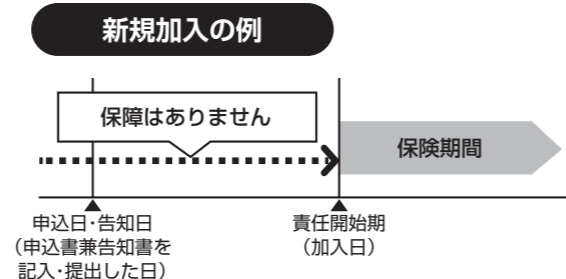 新規加入の例
保障はありません
保険期間
申込日・告知日
（申込書兼告知書を
記入・提出した日）
責任開始期
（加入日）